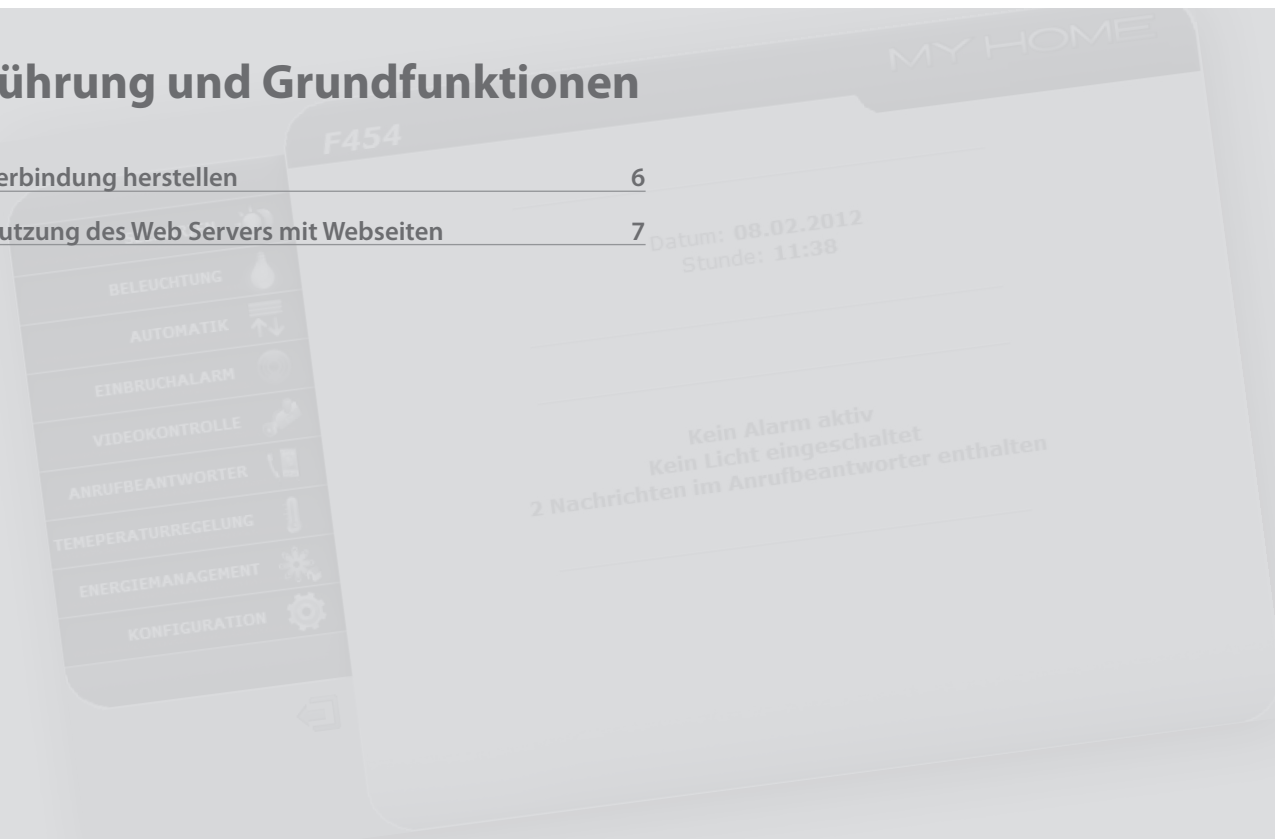 ührung und Grundfunktionen
erbindung herstellen 6
utzung des Web Servers mit Webseiten 7
MY HOME
F454
Datum: 08.02.2012
Stunde: 11:38
BELEUCHTUNG
AUTOMATIK
EINBRUCHALARM
VIDEOKONTROLLE
ANRUFBEANTWORTER
TEMEPERATURREGELUNG
ENERGIEMANAGEMENT
KONFIGURATION
Kein Alarm aktiv
Kein Licht eingeschaltet
2 Nachrichten im Anrufbeantworter enthalten